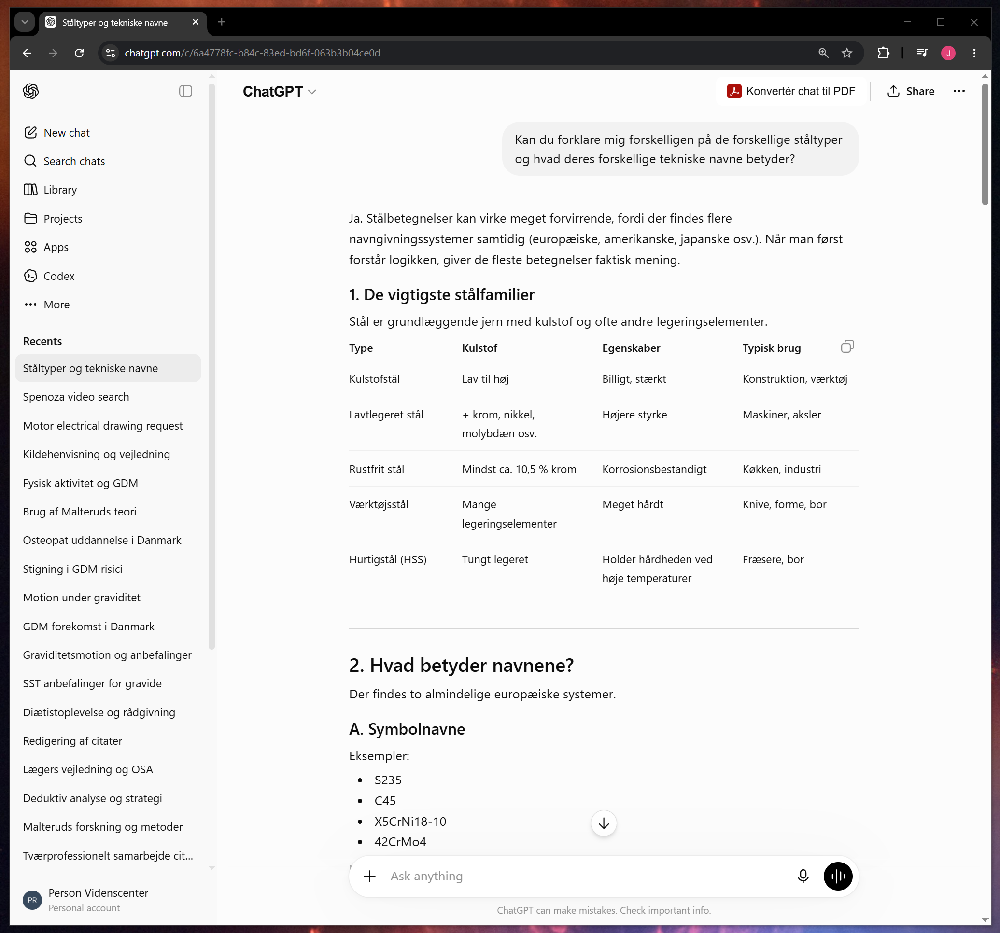 Ståltyper og tekniske navne
chatgpt.com/c/6a4778fc-b84c-83ed-bd6f-063b3b04ce0d
J
New chat
Search chats
Library
Projects
Apps
Codex
More
Recents
Ståltyper og tekniske navne
Spenoza video search
Motor electrical drawing request
Kildehenvisning og vejledning
Fysisk aktivitet og GDM
Brug af Malteruds teori
Osteopat uddannelse i Danmark
Stigning i GDM risici
Motion under graviditet
GDM forekomst i Danmark
Graviditetsmotion og anbefalinger
SST anbefalinger for gravide
Diætistoplevelse og rådgivning
Redigering af citater
Lægers vejledning og OSA
Deduktiv analyse og strategi
Malteruds forskning og metoder
Tværprofessionelt samarbejde cit...
PR
Person Videnscenter
Personal account
ChatGPT
Konvertér chat til PDF
Share
Kan du forklare mig forskelligen på de forskellige ståltyper
og hvad deres forskellige tekniske navne betyder?
Ja. Stålbetegnelser kan virke meget forvirrende, fordi der findes flere
navngivningssystemer samtidig (europæiske, amerikanske, japanske osv.). Når man først
forstår logikken, giver de fleste betegnelser faktisk mening.
1. De vigtigste stålfamilier
Stål er grundlæggende jern med kulstof og ofte andre legeringselementer.
Type Kulstof Egenskaber Typisk brug
Kulstofstål Lav til høj Billigt, stærkt Konstruktion, værktøj
Lavtlegeret stål + krom, nikkel, Højere styrke Maskiner, aksler
molybdæn osv.
Rustfrit stål Mindst ca. 10,5 % krom Korrosionsbestandigt Køkken, industri
Værktøjsstål Mange Meget hårdt Knive, forme, bor
legeringselementer
Hurtigstål (HSS) Tungt legeret Holder hårdheden ved Fræsere, bor
høje temperaturer
2. Hvad betyder navnene?
Der findes to almindelige europæiske systemer.
A. Symbolnavne
Eksempler:
• S235
• C45
• X5CrNi18-10
• 42CrMo4
Ask anything
ChatGPT can make mistakes. Check important info.